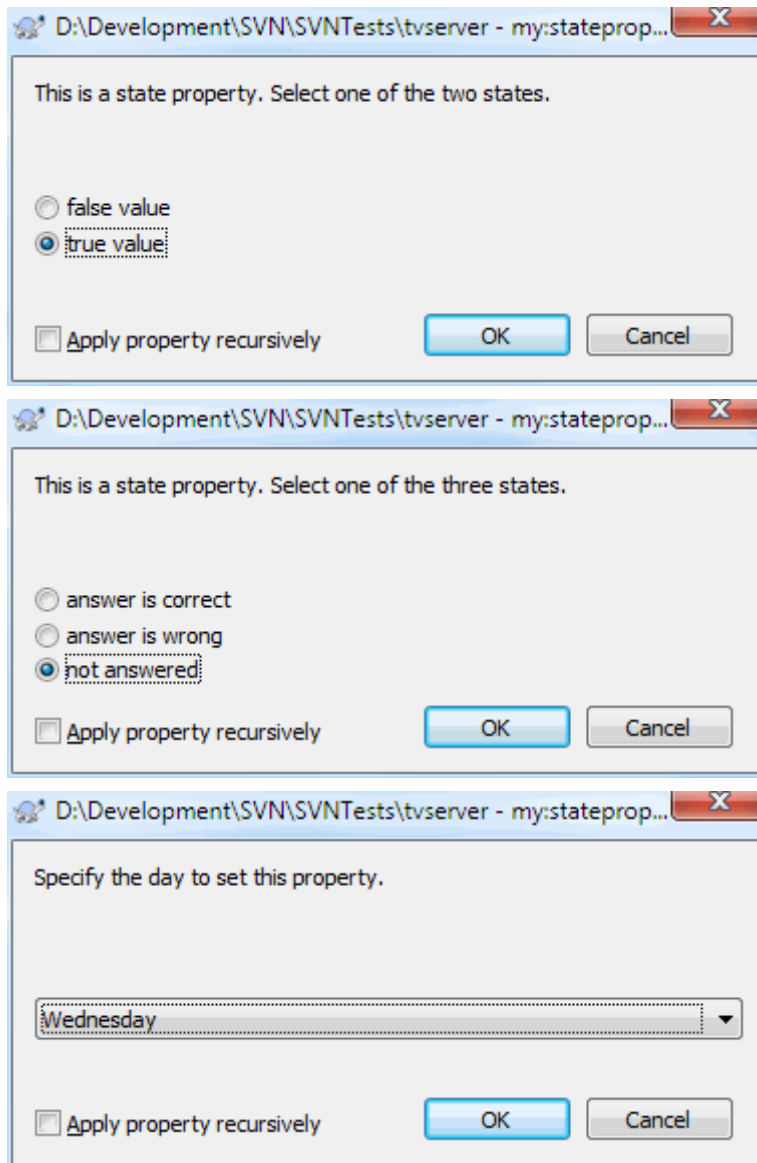 D:\Development\SVN\SVNTests\tvserver - my:stateprop...
This is a state property. Select one of the two states.
false value
true value
Apply property recursively OK Cancel
D:\Development\SVN\SVNTests\tvserver - my:stateprop...
This is a state property. Select one of the three states.
answer is correct
answer is wrong
not answered
Apply property recursively OK Cancel
D:\Development\SVN\SVNTests\tvserver - my:stateprop...
Specify the day to set this property.
Wednesday
Apply property recursively OK Cancel